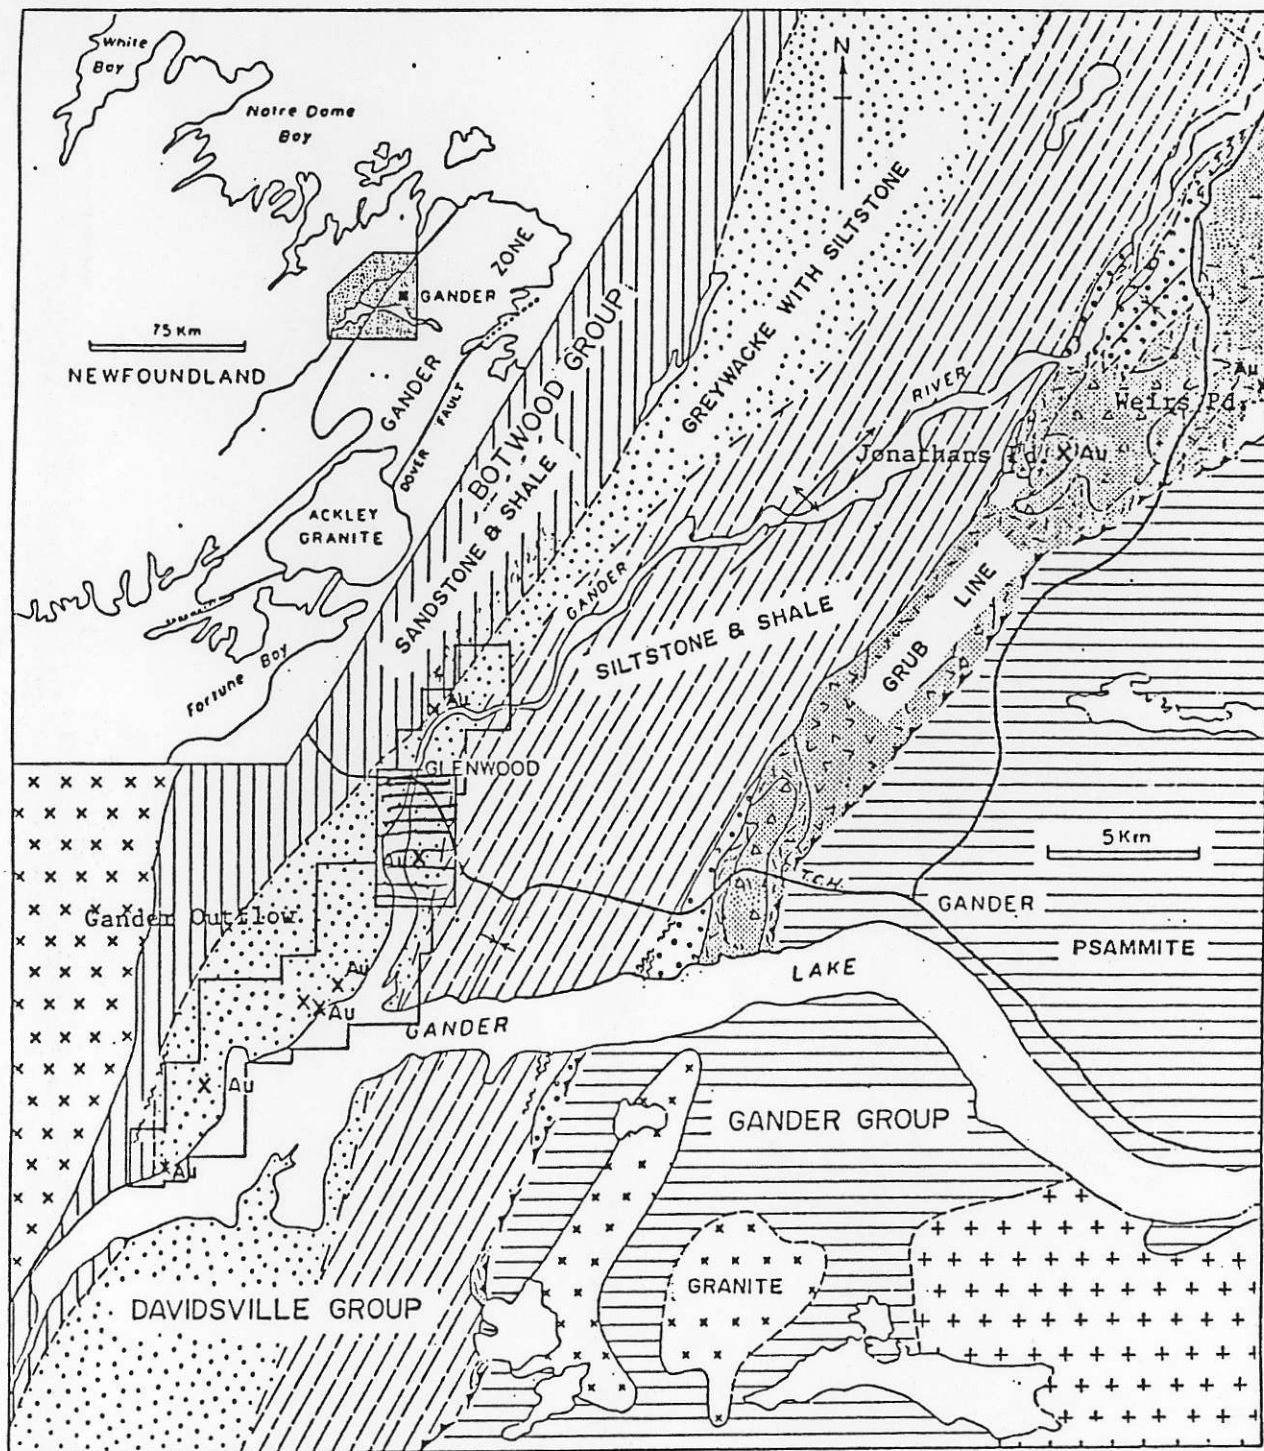 White
Bay
Notre Dame
Bay
N
ZONE
GANDER
75 Km
NEWFOUNDLAND
GANDER
FAULT
DOVER
ACKLEY
GRANITE
Fortune Bay
BOTWOOD GROUP
SANDSTONE & SHALE
GREYWACKE WITH SILTSTONE
RIVER
GANDER
Au
Weirs Pd.
Jonathans Pd X Au
SILTSTONE & SHALE
GRUB LINE
X Au
GLENWOOD
Au X
5 Km
T.C.H.
GANDER
PSAMMITE
Gander Outflow
LAKE
GANDER
Au
Au
Au
Au
GANDER GROUP
GRANITE
DAVIDSVILLE GROUP